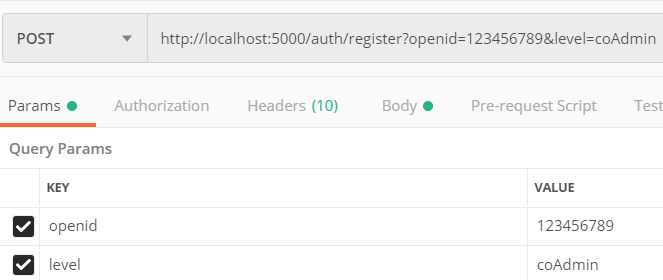 POST http://localhost:5000/auth/register?openid=123456789&level=coAdmin
Params Authorization Headers (10) Body Pre-request Script Test
Query Params
KEY VALUE
openid 123456789
level coAdmin